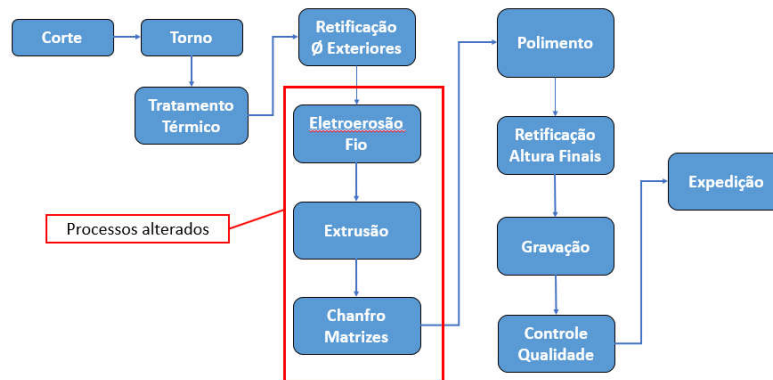 Corte
Torno
Tratamento
Térmico
Retificação
Ø Exteriores
Eletroerosão
Fio
Extrusão
Chanfro
Matrizes
Processos alterados
Polimento
Retificação
Altura Finais
Gravação
Controle
Qualidade
Expedição